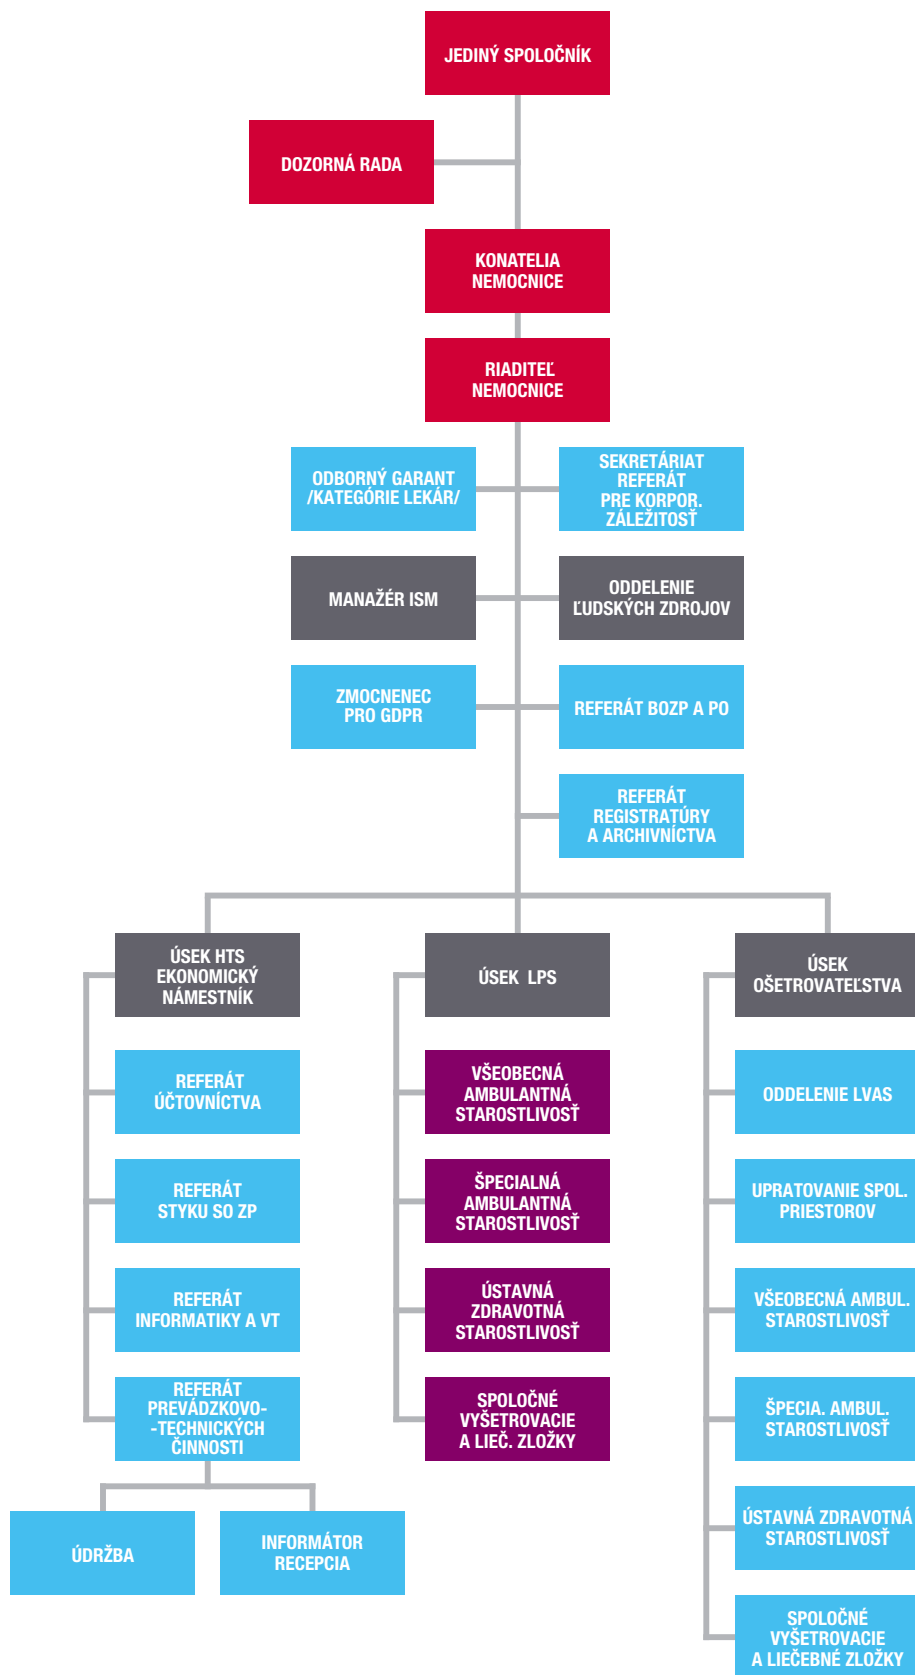 JEDINÝ SPOLOČNÍK
DOZORNÁ RADA
KONATELIA
NEMOCNICE
RIADITEĽ
NEMOCNICE
ODBORNÝ GARANT
/KATEGÓRIE LEKÁR/
SEKRETÁRIAT
REFERÁT
PRE KORPOR.
ZÁLEŽITOSŤ
MANAŽÉR ISM
ODDELENIE
ĽUDSKÝCH ZDROJOV
ZMOCNENEC
PRO GDPR
REFERÁT BOZP A PO
REFERÁT
REGISTRATÚRY
A ARCHIVNÍCTVA
ÚSEK HTS
EKONOMICKÝ
NÁMESTNÍK
REFERÁT
ÚČTOVNÍCTVA
REFERÁT
STYKU SO ZP
REFERÁT
INFORMATIKY A VT
REFERÁT
PREVÁDZKOVO-
-TECHNICKÝCH
ČINNOSTI
ÚDRŽBA
INFORMÁTOR
RECEPCIA
ÚSEK LPS
VŠEOBECNÁ
AMBULANTNÁ
STAROSTLIVOSŤ
ŠPECIALNÁ
AMBULANTNÁ
STAROSTLIVOSŤ
ÚSTAVNÁ
ZDRAVOTNÁ
STAROSTLIVOSŤ
SPOLOČNÉ
VYŠETROVACIE
A LIEČ. ZLOŽKY
ÚSEK
OŠETROVATEĽSTVA
ODDELENIE LVAS
UPRATOVANIE SPOL.
PRIESTOROV
VŠEOBECNÁ AMBUL.
STAROSTLIVOSŤ
ŠPECIA. AMBUL.
STAROSTLIVOSŤ
ÚSTAVNÁ ZDRAVOTNÁ
STAROSTLIVOSŤ
SPOLOČNÉ
VYŠETROVACIE
A LIEČEBNÉ ZLOŽKY